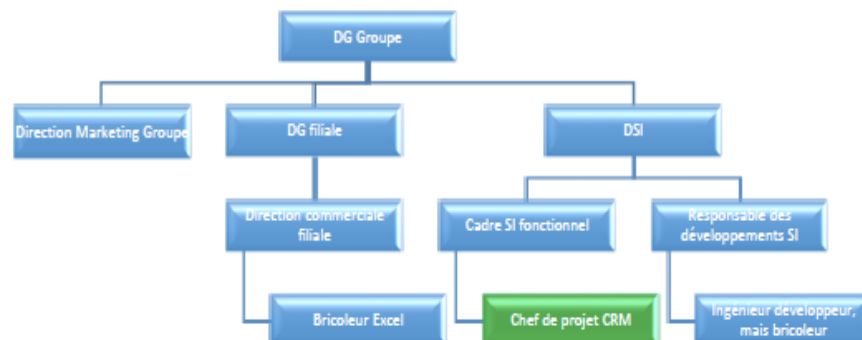 DG Groupe
Direction Marketing Groupe
DG filiale
DSI
Direction commerciale
filiale
Cadre SI fonctionnel
Responsable des
développements SI
Bricoleur Excel
Chef de projet CRM
Ingénieur développeur,
mais bricoleur